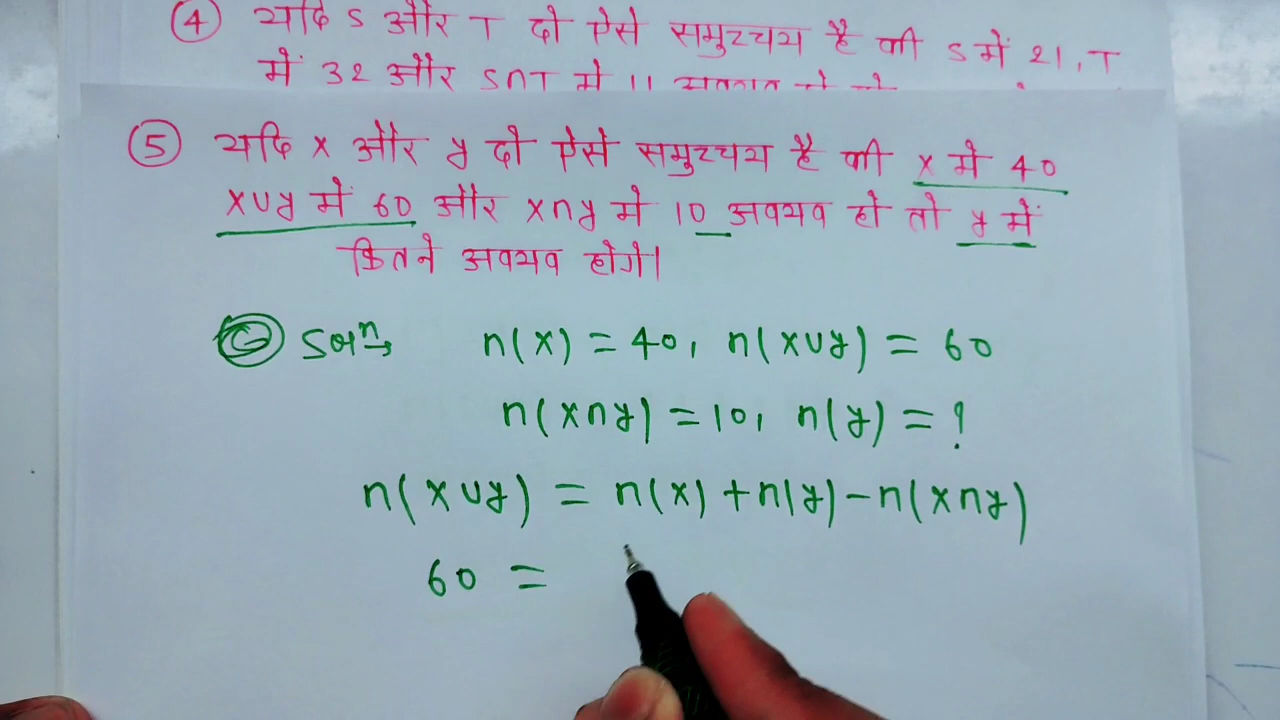 ④ यदि S और T दो ऐसे समुच्चय है की S में 21, T
में 32 और S∩T में 11
⑤ यदि x और y दो ऐसे समुच्चय है की x में 40
x∪y में 60 और x∩y में 10 अवयव हो तो y में
कितने अवयव होंगे।
Solⁿ→ n(x) = 40, n(x∪y) = 60
n(x∩y) = 10, n(y) = ?
n(x∪y) = n(x) + n(y) - n(x∩y)
60 =